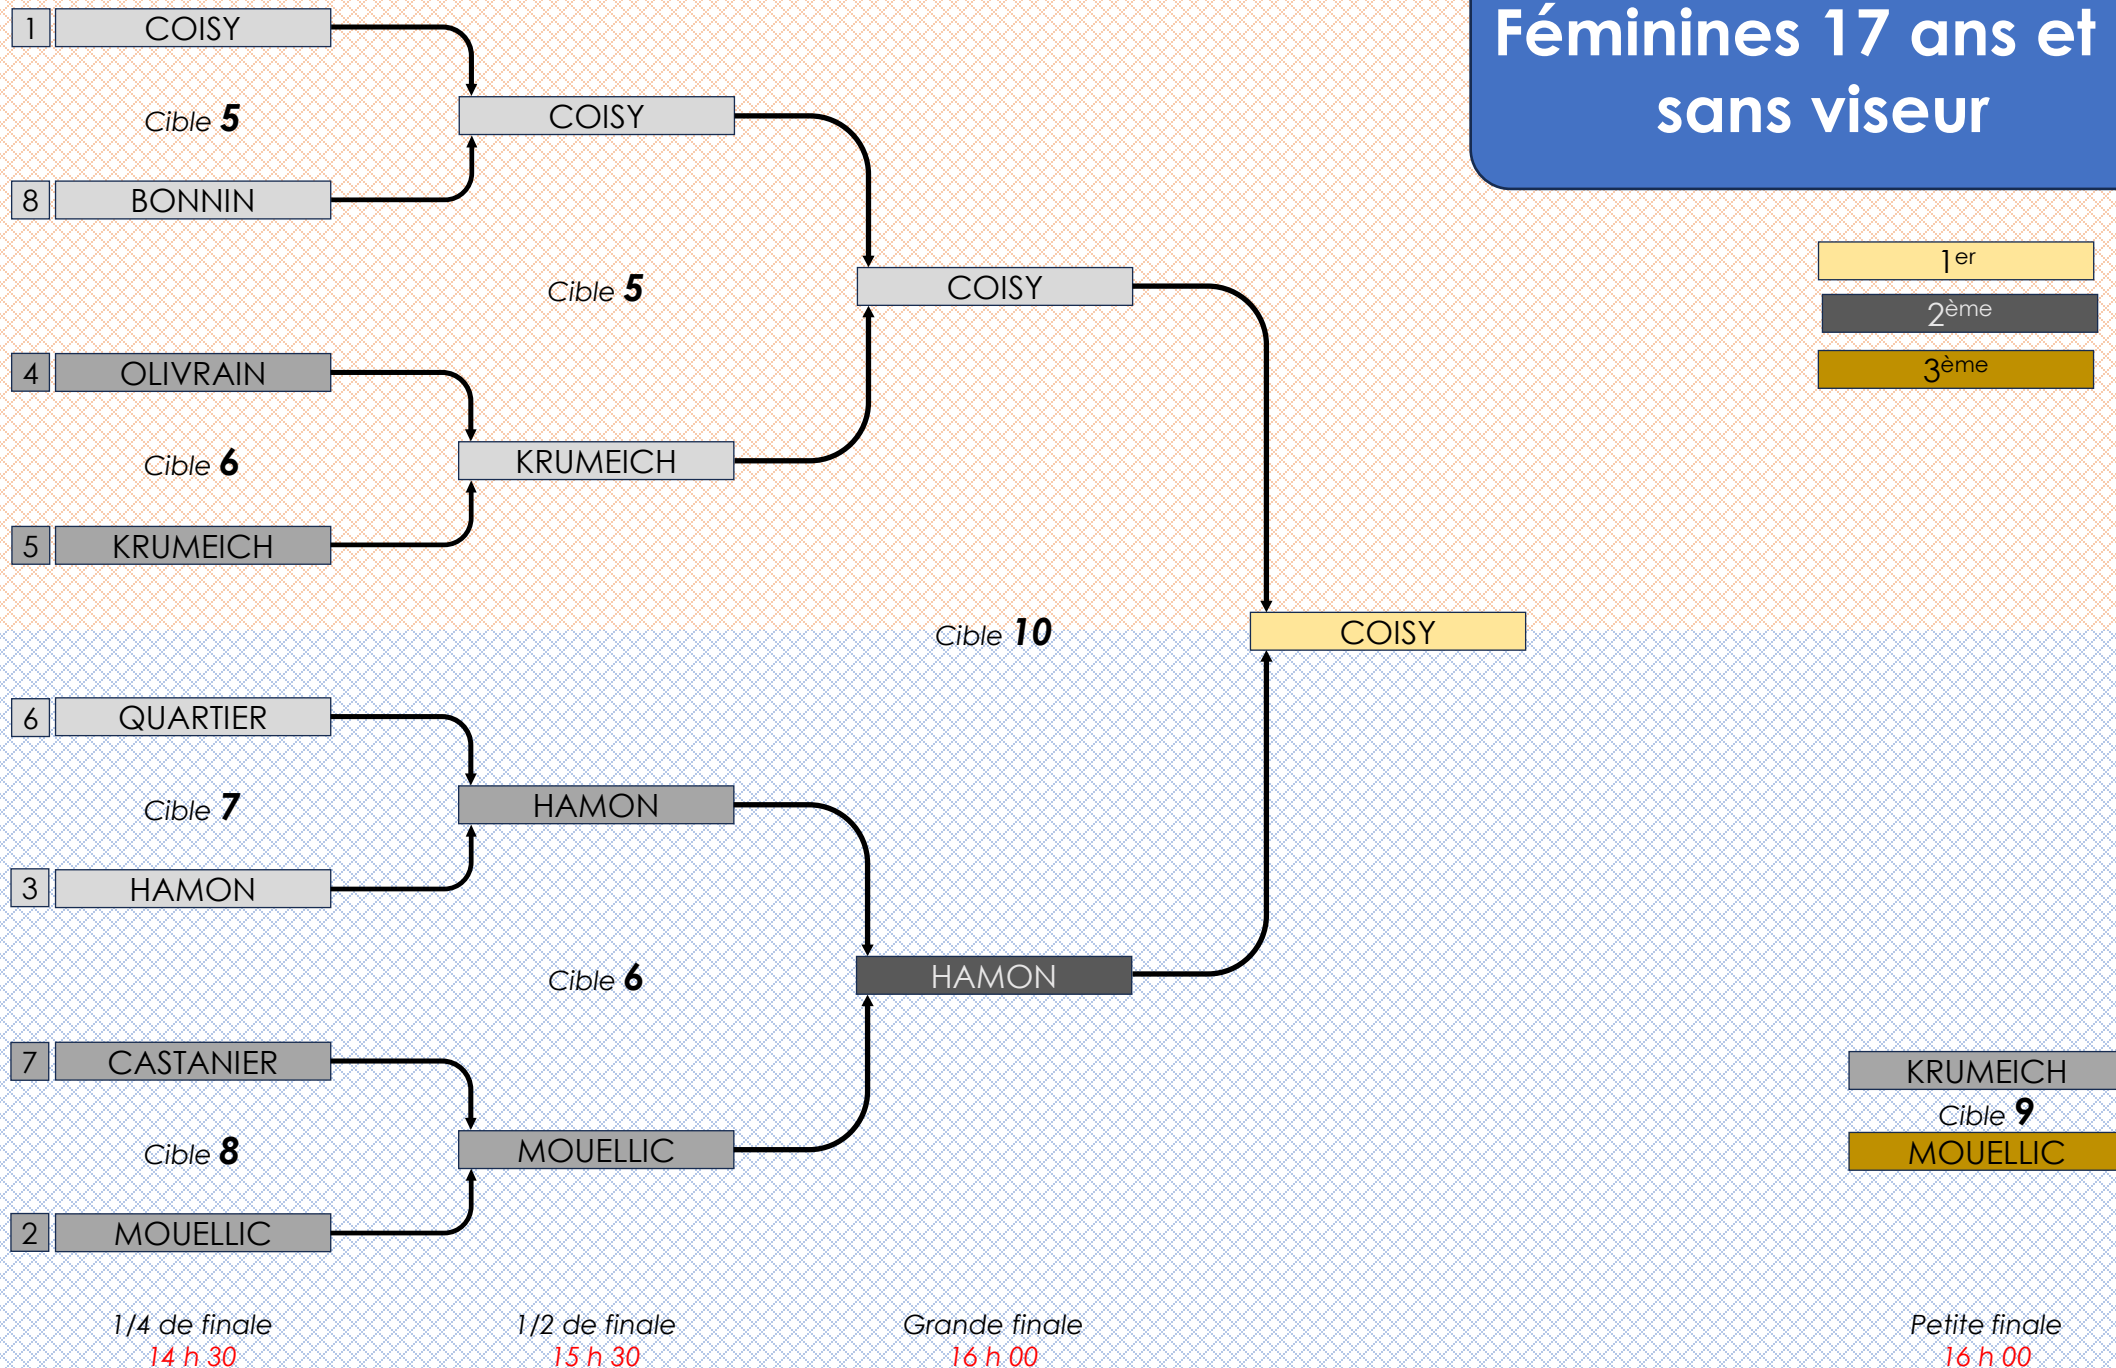 Féminines 17 ans et
sans viseur
1 COISY
Cible 5
8 BONNIN
COISY
Cible 5
4 OLIVRAIN
Cible 6
5 KRUMEICH
KRUMEICH
COISY
1er
2ème
3ème
Cible 10
COISY
6 QUARTIER
Cible 7
3 HAMON
HAMON
Cible 6
HAMON
7 CASTANIER
Cible 8
2 MOUELLIC
MOUELLIC
KRUMEICH
Cible 9
MOUELLIC
1/4 de finale
14 h 30
1/2 de finale
15 h 30
Grande finale
16 h 00
Petite finale
16 h 00